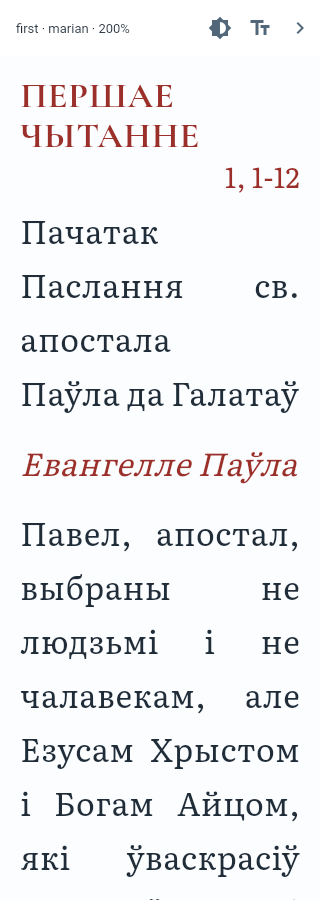 first · marian · 200%
ПЕРШАЕ
ЧЫТАННЕ
1, 1-12
Пачатак
Паслання св.
апостала
Паўла да Галатаў
Евангелле Паўла
Павел, апостал,
выбраны не
людзьмі і не
чалавекам, але
Езусам Хрыстом
і Богам Айцом,
які ўваскрасіў